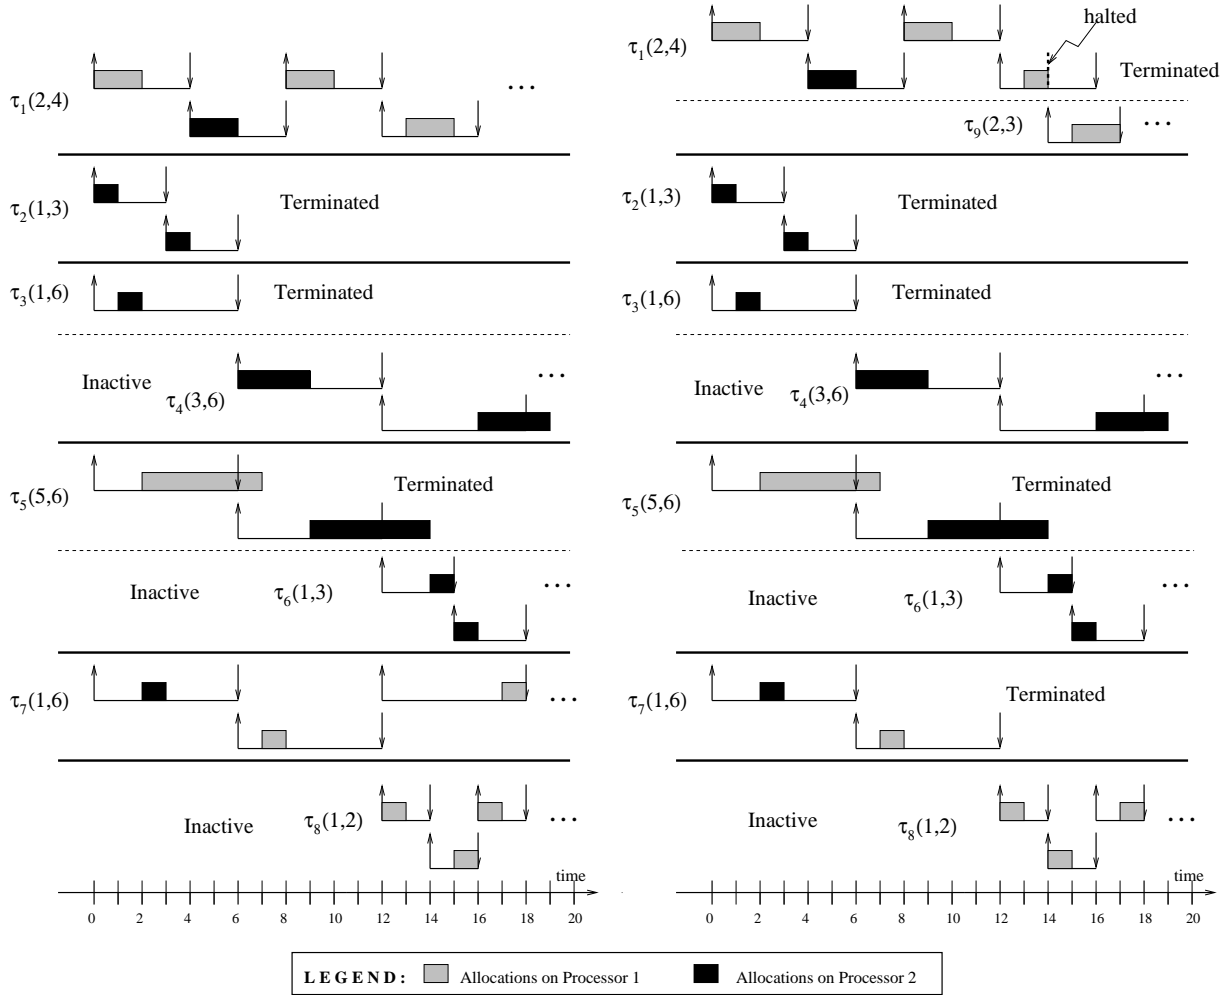 τ1(2,4)
...
τ2(1,3)
Terminated
τ3(1,6)
Terminated
Inactive
τ4(3,6)
...
τ5(5,6)
Terminated
Inactive
τ6(1,3)
...
τ7(1,6)
...
Inactive
τ8(1,2)
...
time
0 2 4 6 8 10 12 14 16 18 20
halted
τ1(2,4)
Terminated
τ9(2,3)
...
τ2(1,3)
Terminated
τ3(1,6)
Terminated
Inactive
τ4(3,6)
...
τ5(5,6)
Terminated
Inactive
τ6(1,3)
...
τ7(1,6)
Terminated
Inactive
τ8(1,2)
...
time
0 2 4 6 8 10 12 14 16 18 20
LEGEND: Allocations on Processor 1 Allocations on Processor 2